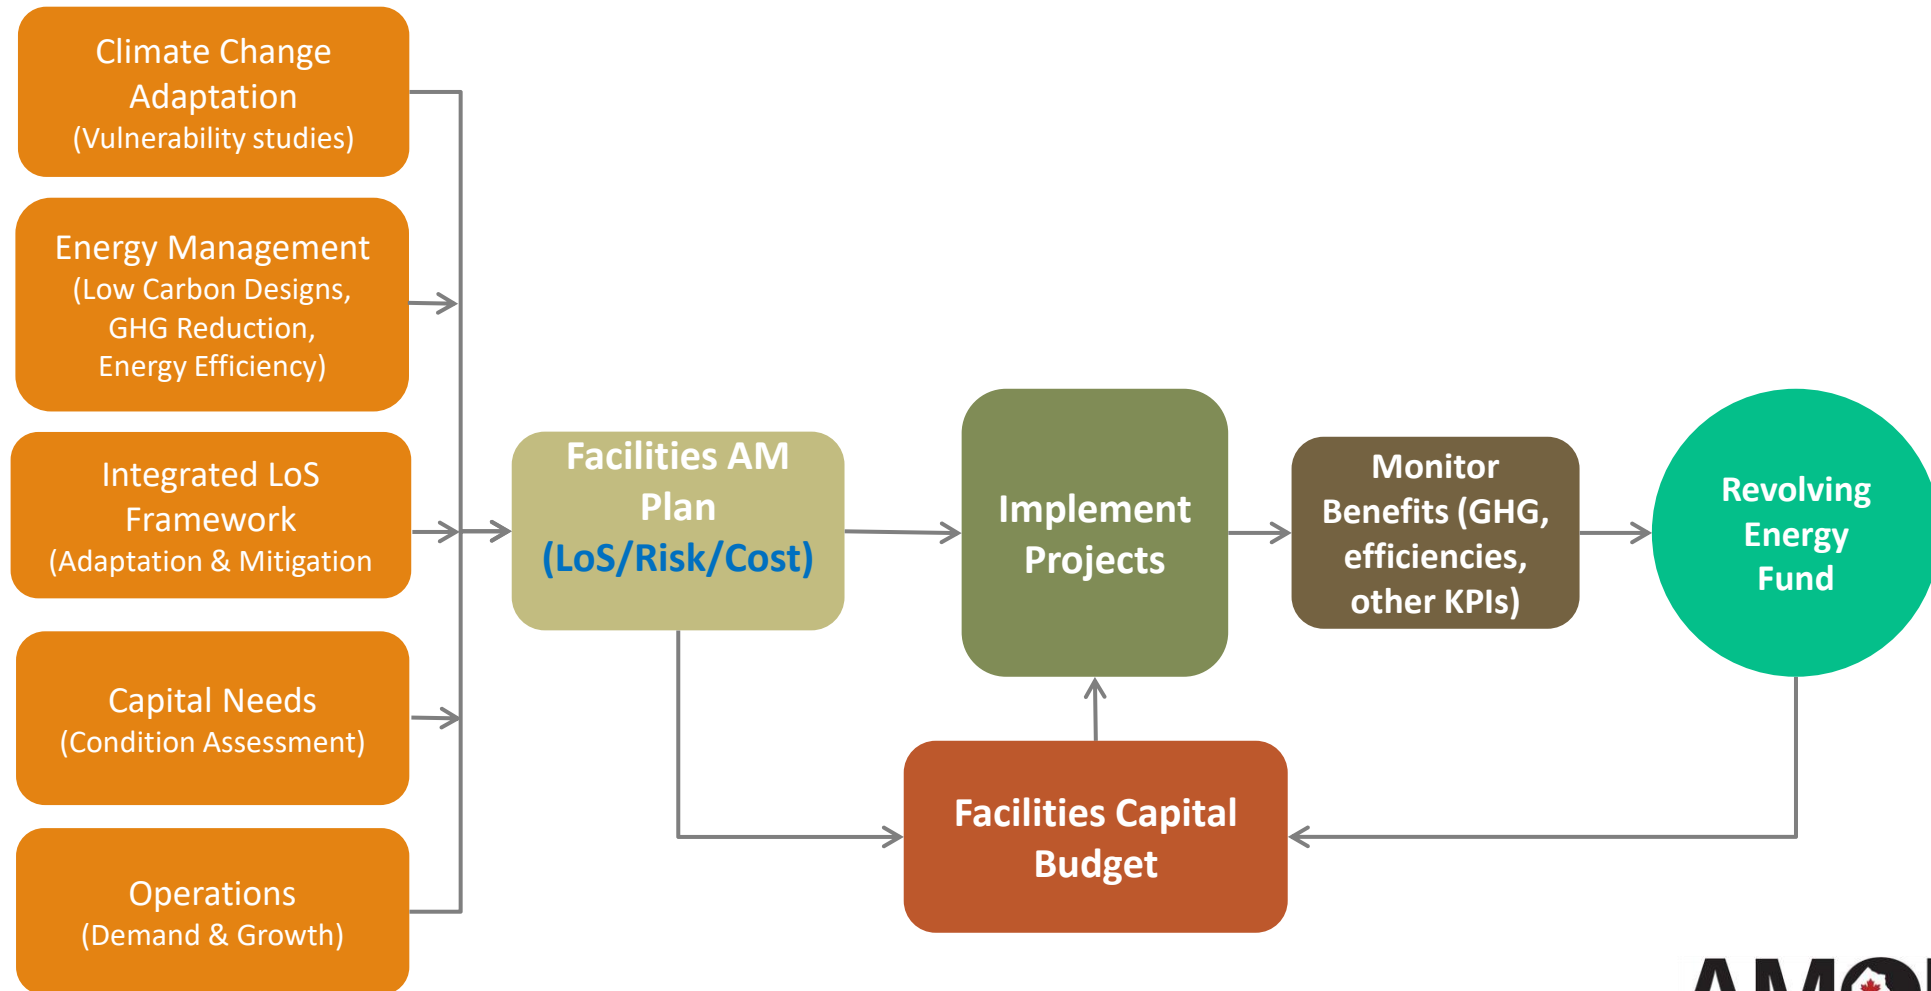 Climate Change
Adaptation
(Vulnerability studies)
Energy Management
(Low Carbon Designs,
GHG Reduction,
Energy Efficiency)
Integrated LoS
Framework
(Adaptation & Mitigation
Capital Needs
(Condition Assessment)
Operations
(Demand & Growth)
Facilities AM
Plan
(LoS/Risk/Cost)
Implement
Projects
Monitor
Benefits (GHG,
efficiencies,
other KPIs)
Revolving
Energy
Fund
Facilities Capital
Budget